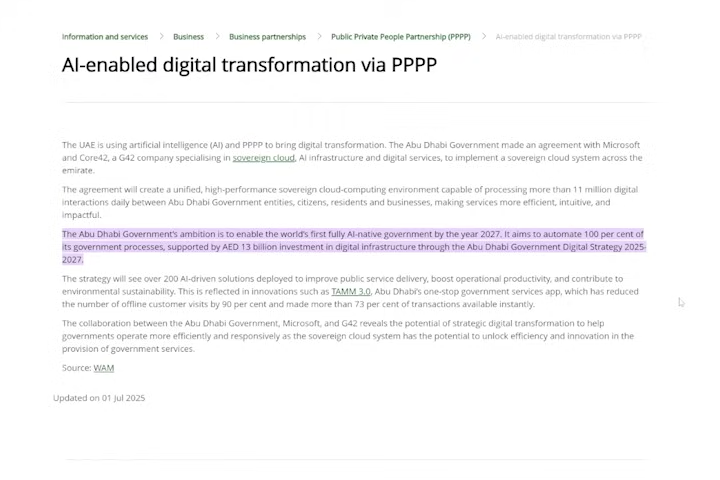 Information and services > Business > Business partnerships > Public Private People Partnership (PPPP) > AI-enabled digital transformation via PPPP
AI-enabled digital transformation via PPPP
The UAE is using artificial intelligence (AI) and PPPP to bring digital transformation. The Abu Dhabi Government made an agreement with Microsoft
and Core42, a G42 company specialising in sovereign cloud, AI infrastructure and digital services, to implement a sovereign cloud system across the
emirate.
The agreement will create a unified, high-performance sovereign cloud-computing environment capable of processing more than 11 million digital
interactions daily between Abu Dhabi Government entities, citizens, residents and businesses, making services more efficient, intuitive, and
impactful.
The Abu Dhabi Government's ambition is to enable the world's first fully AI-native government by the year 2027. It aims to automate 100 per cent of
its government processes, supported by AED 13 billion investment in digital infrastructure through the Abu Dhabi Government Digital Strategy 2025-
2027.
The strategy will see over 200 AI-driven solutions deployed to improve public service delivery, boost operational productivity, and contribute to
environmental sustainability. This is reflected in innovations such as TAMM 3.0, Abu Dhabi's one-stop government services app, which has reduced
the number of offline customer visits by 90 per cent and made more than 73 per cent of transactions available instantly.
The collaboration between the Abu Dhabi Government, Microsoft, and G42 reveals the potential of strategic digital transformation to help
governments operate more efficiently and responsively as the sovereign cloud system has the potential to unlock efficiency and innovation in the
provision of government services.
Source: WAM
Updated on 01 Jul 2025